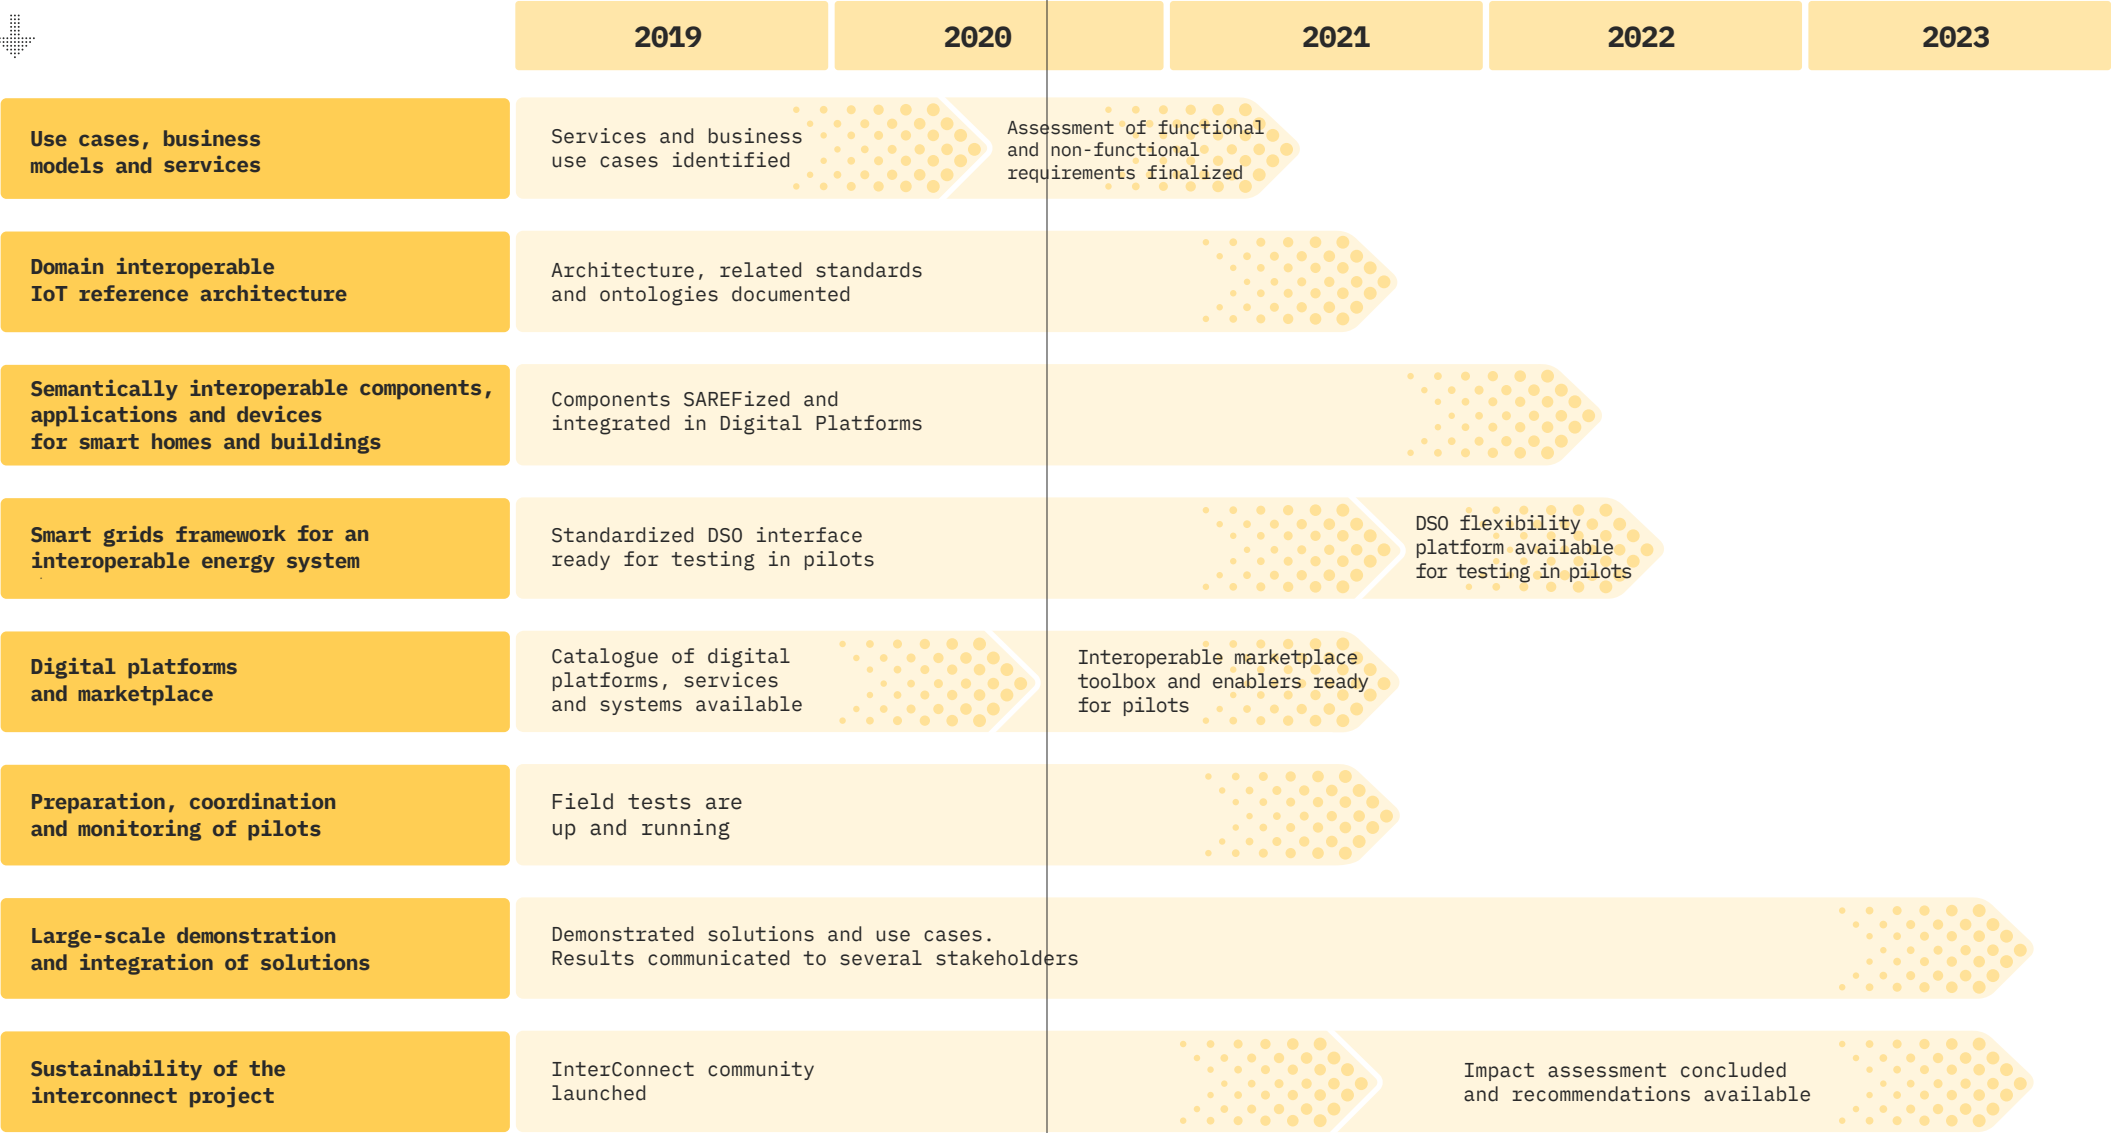 2019 2020 2021 2022 2023
Use cases, business
models and services
Services and business
use cases identified
Assessment of functional
and non-functional
requirements finalized
Domain interoperable
IoT reference architecture
Architecture, related standards
and ontologies documented
Semantically interoperable components,
applications and devices
for smart homes and buildings
Components SAREFized and
integrated in Digital Platforms
Smart grids framework for an
interoperable energy system
Standardized DSO interface
ready for testing in pilots
DSO flexibility
platform available
for testing in pilots
Digital platforms
and marketplace
Catalogue of digital
platforms, services
and systems available
Interoperable marketplace
toolbox and enablers ready
for pilots
Preparation, coordination
and monitoring of pilots
Field tests are
up and running
Large-scale demonstration
and integration of solutions
Demonstrated solutions and use cases.
Results communicated to several stakeholders
Sustainability of the
interconnect project
InterConnect community
launched
Impact assessment concluded
and recommendations available